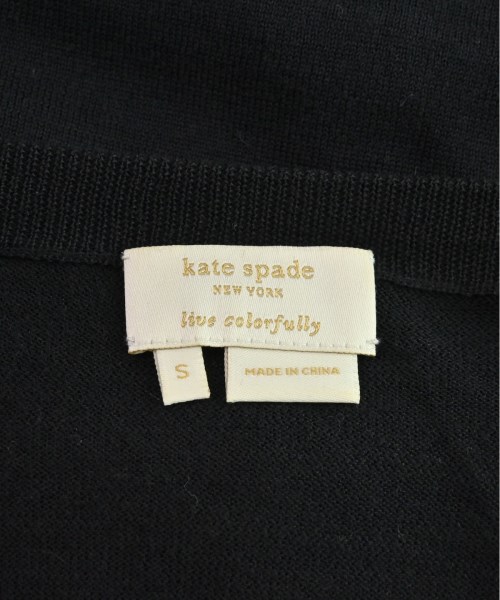 kate spade
NEW YORK
live colorfully
S
MADE IN CHINA